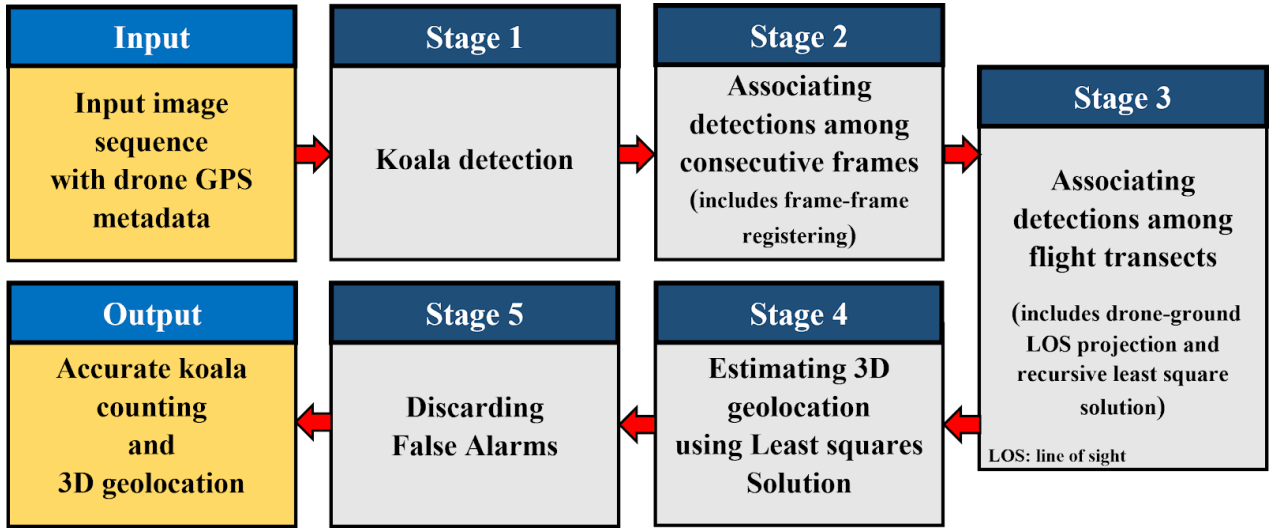 Input
Input image
sequence
with drone GPS
metadata
Stage 1
Koala detection
Stage 2
Associating
detections among
consecutive frames
(includes frame-frame
registering)
Stage 3
Associating
detections among
flight transects
(includes drone-ground
LOS projection and
recursive least square
solution)
LOS: line of sight
Stage 4
Estimating 3D
geolocation
using Least squares
Solution
Stage 5
Discarding
False Alarms
Output
Accurate koala
counting
and
3D geolocation